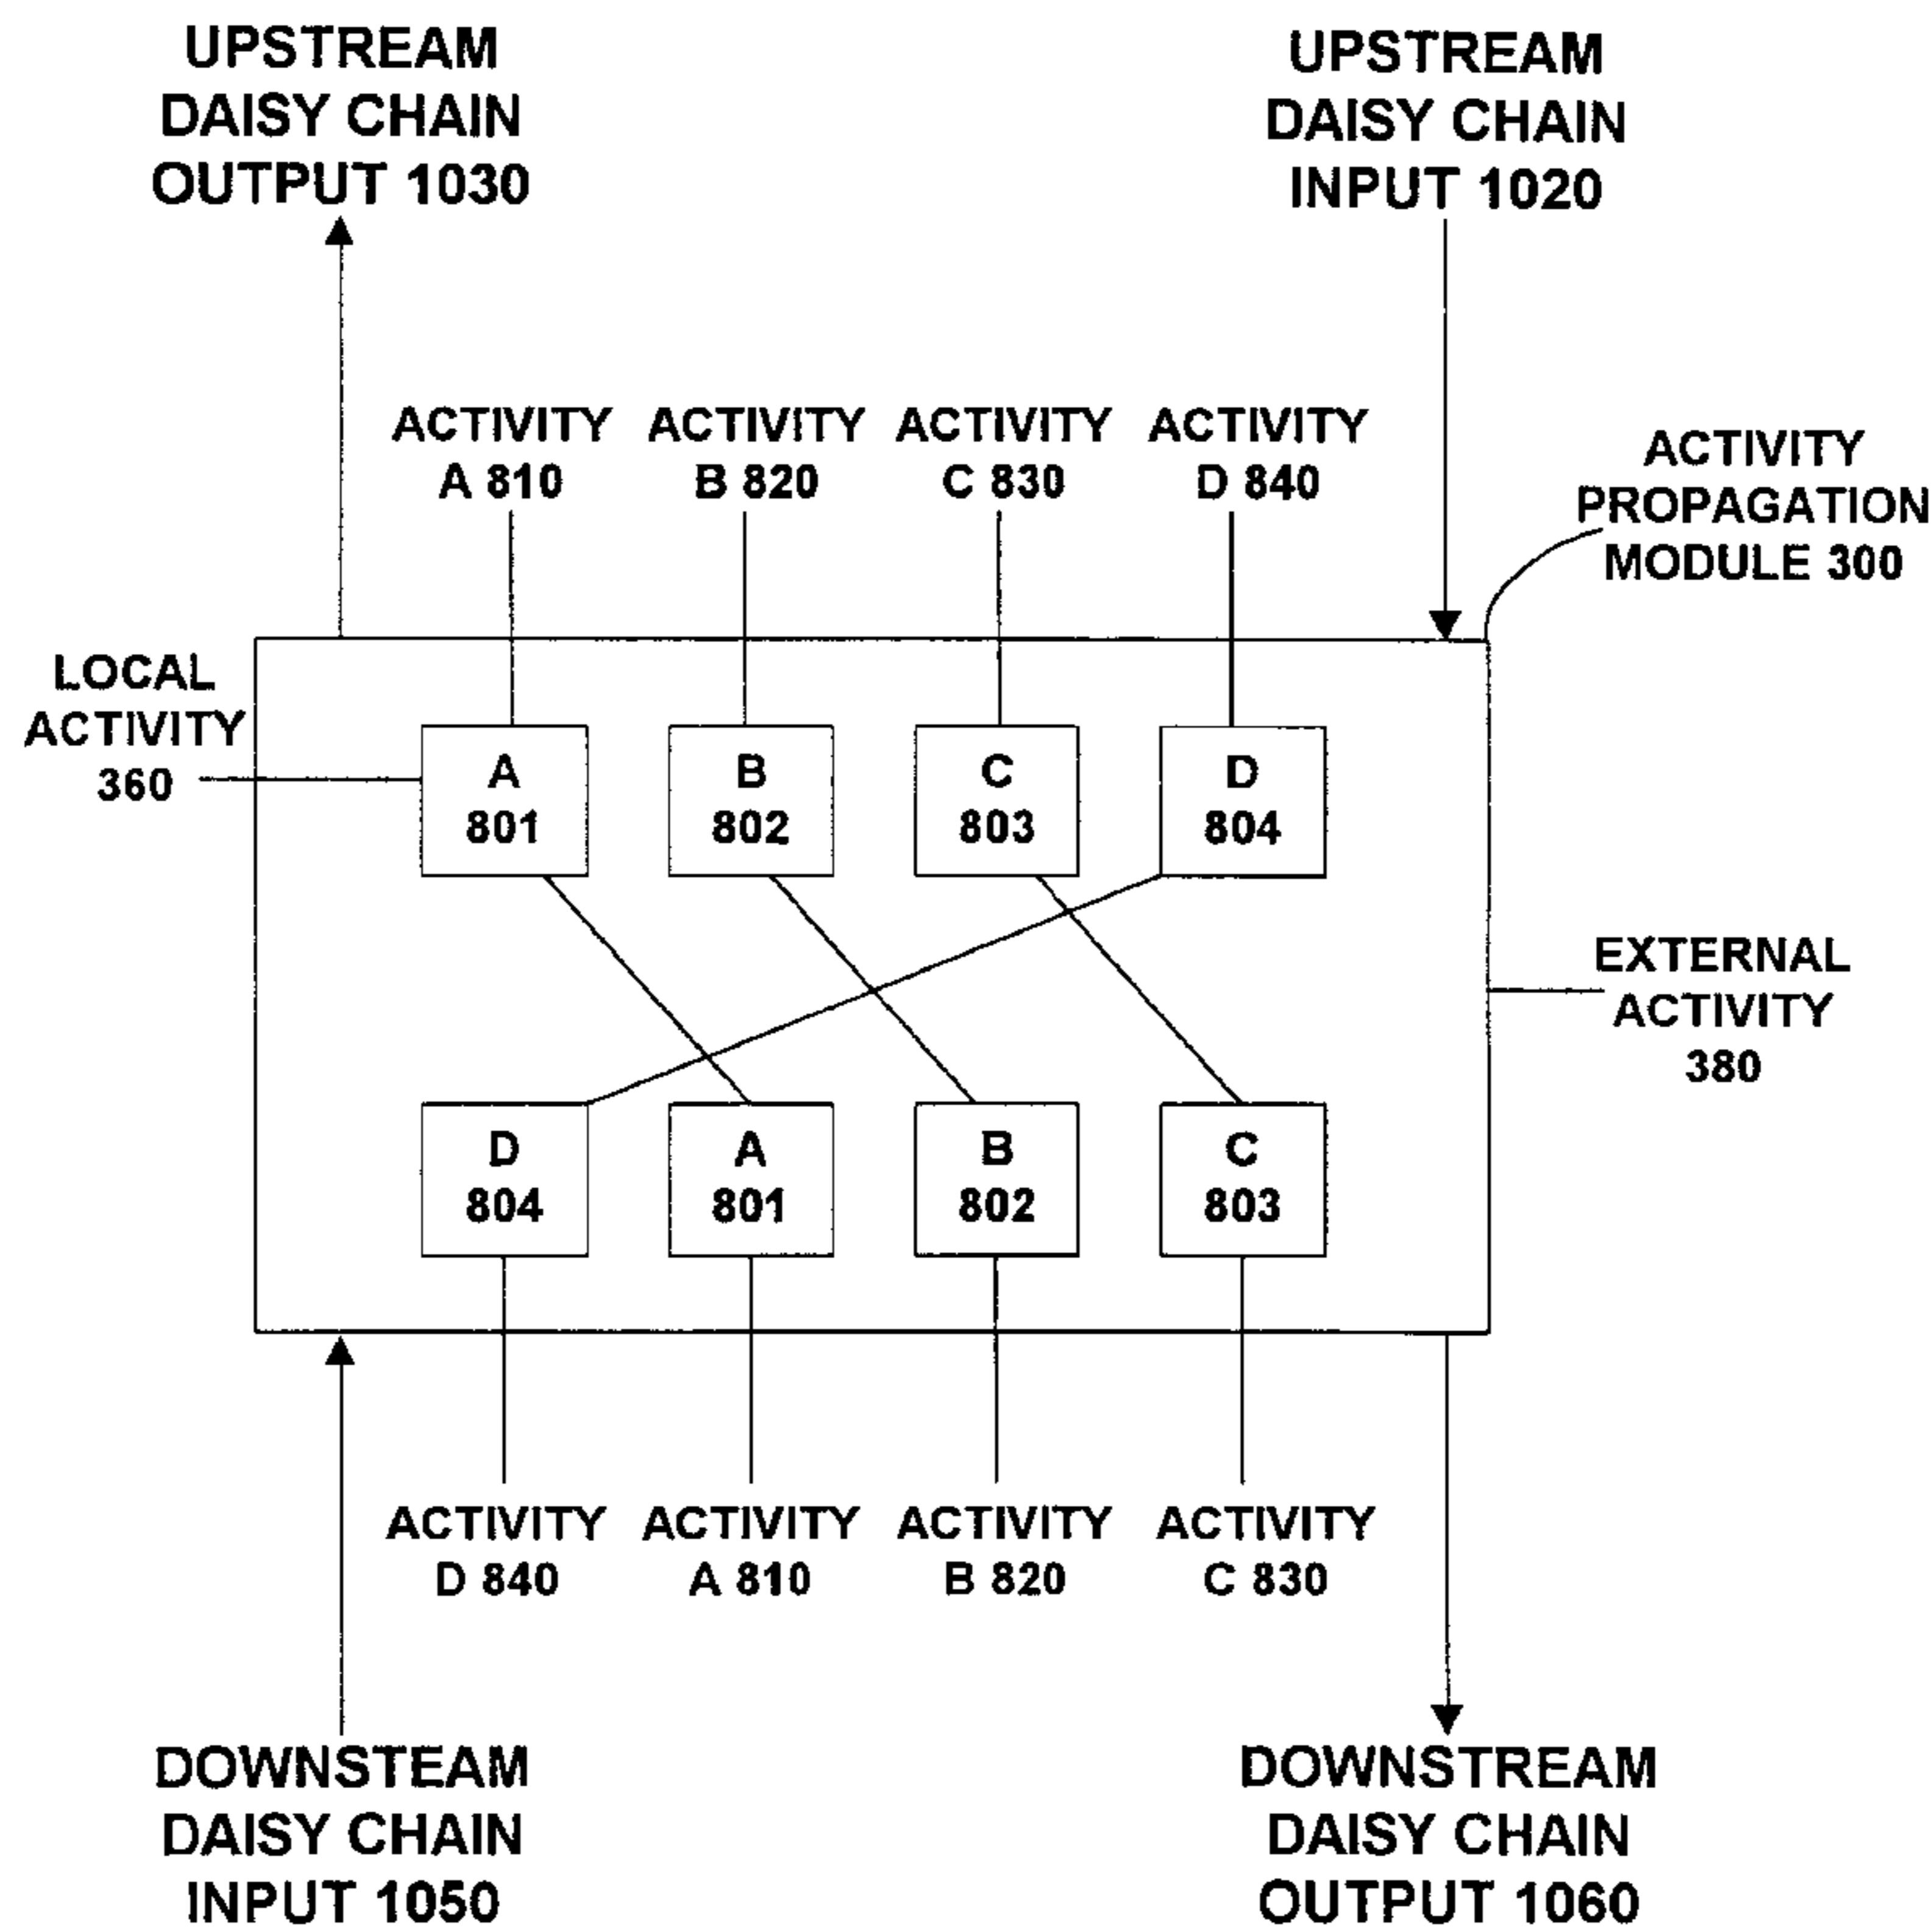 UPSTREAM
DAISY CHAIN
OUTPUT 1030
UPSTREAM
DAISY CHAIN
INPUT 1020
ACTIVITY
A 810
ACTIVITY
B 820
ACTIVITY
C 830
ACTIVITY
D 840
ACTIVITY
PROPAGATION
MODULE 300
LOCAL
ACTIVITY
360
A
801
B
802
C
803
D
804
EXTERNAL
ACTIVITY
380
D
804
A
801
B
802
C
803
ACTIVITY
D 840
ACTIVITY
A 810
ACTIVITY
B 820
ACTIVITY
C 830
DOWNSTEAM
DAISY CHAIN
INPUT 1050
DOWNSTREAM
DAISY CHAIN
OUTPUT 1060